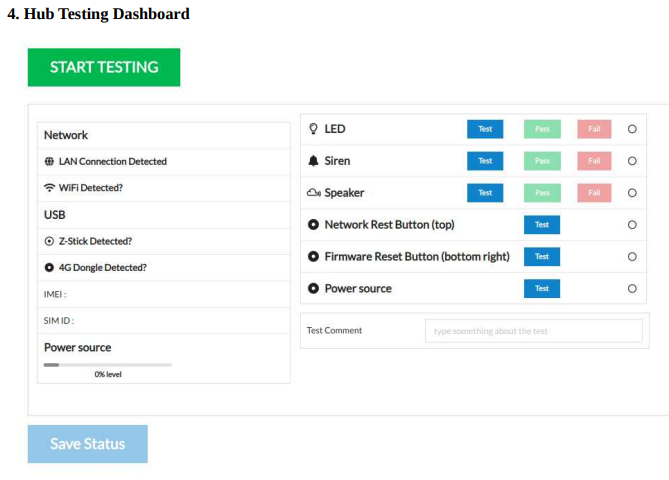 4. Hub Testing Dashboard
START TESTING
Network
LAN Connection Detected
WiFi Detected?
USB
Z-Stick Detected?
4G Dongle Detected?
IMEI :
SIM ID :
Power source
0% level
LED Test Pass Fail
Siren Test Pass Fail
Speaker Test Pass Fail
Network Rest Button (top) Test
Firmware Reset Button (bottom right) Test
Power source Test
Test Comment type something about the test
Save Status